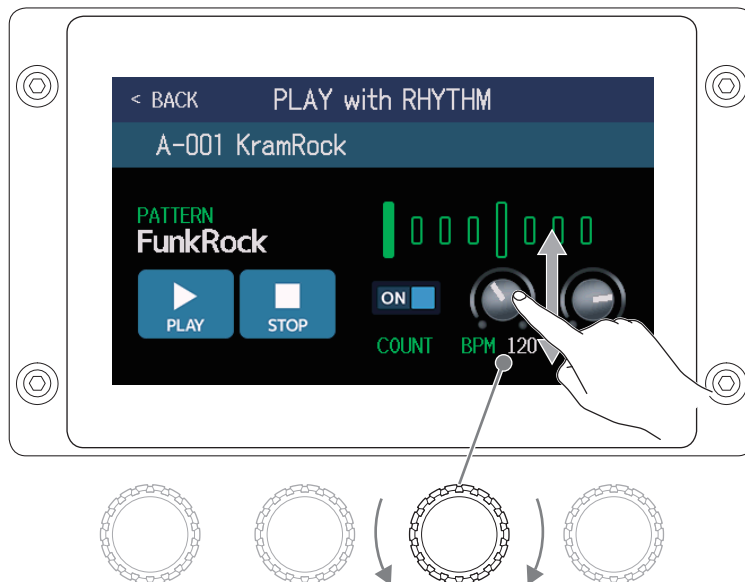 < BACK PLAY with RHYTHM
A-001 KramRock
PATTERN
FunkRock
PLAY
STOP
ON
COUNT
BPM 120